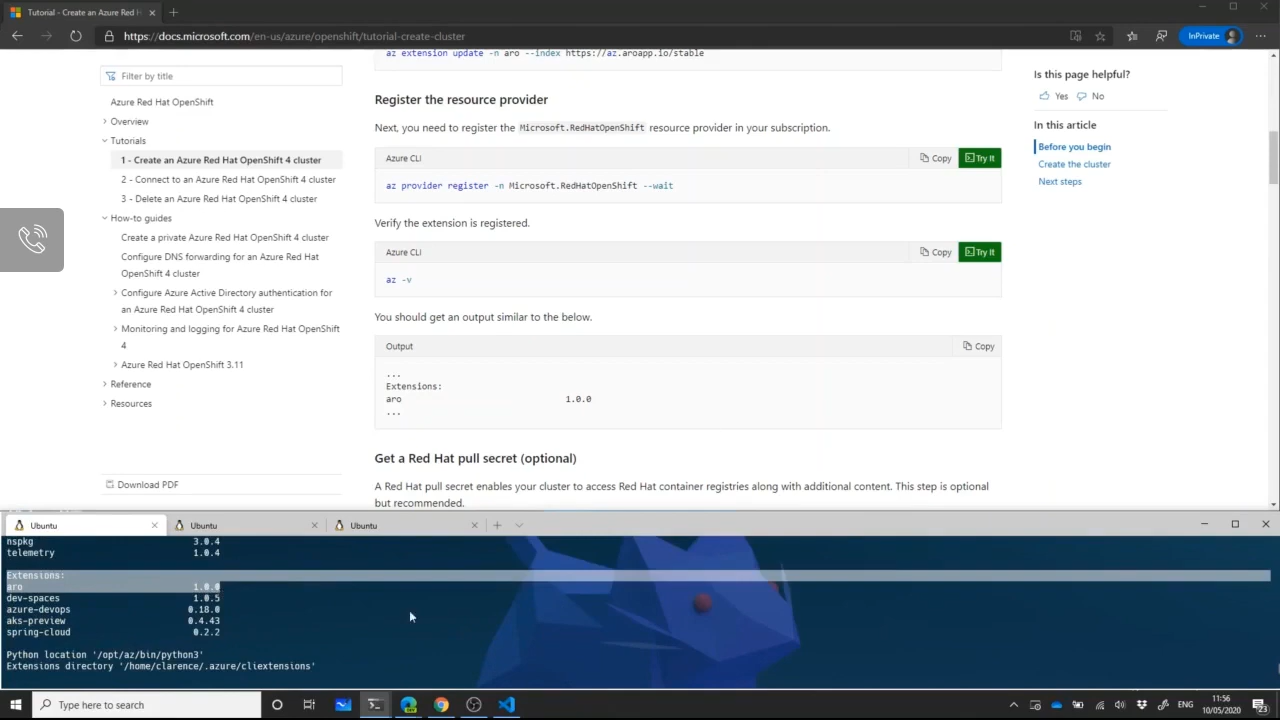 Tutorial - Create an Azure Red H
https://docs.microsoft.com/en-us/azure/openshift/tutorial-create-cluster
InPrivate
Filter by title
Azure Red Hat OpenShift
Overview
Tutorials
1 - Create an Azure Red Hat OpenShift 4 cluster
2 - Connect to an Azure Red Hat OpenShift 4 cluster
3 - Delete an Azure Red Hat OpenShift 4 cluster
How-to guides
Create a private Azure Red Hat OpenShift 4 cluster
Configure DNS forwarding for an Azure Red Hat
OpenShift 4 cluster
Configure Azure Active Directory authentication for
an Azure Red Hat OpenShift 4 cluster
Monitoring and logging for Azure Red Hat OpenShift
4
Azure Red Hat OpenShift 3.11
Reference
Resources
Download PDF
az extension update -n aro --index https://az.aroapp.io/stable
Register the resource provider
Next, you need to register the Microsoft.RedHatOpenShift resource provider in your subscription.
Azure CLI Copy Try It
az provider register -n Microsoft.RedHatOpenShift --wait
Verify the extension is registered.
Azure CLI Copy Try It
az -v
You should get an output similar to the below.
Output Copy
...
Extensions:
aro 1.0.0
...
Get a Red Hat pull secret (optional)
A Red Hat pull secret enables your cluster to access Red Hat container registries along with additional content. This step is optional
but recommended.
Is this page helpful?
Yes No
In this article
Before you begin
Create the cluster
Next steps
Ubuntu Ubuntu Ubuntu
nspkg 3.0.4
telemetry 1.0.4
Extensions:
aro 1.0.0
dev-spaces 1.0.5
azure-devops 0.18.0
aks-preview 0.4.43
spring-cloud 0.2.2
Python location '/opt/az/bin/python3'
Extensions directory '/home/clarence/.azure/cliextensions'
Type here to search
DEV
ENG
11:56
10/05/2020
23